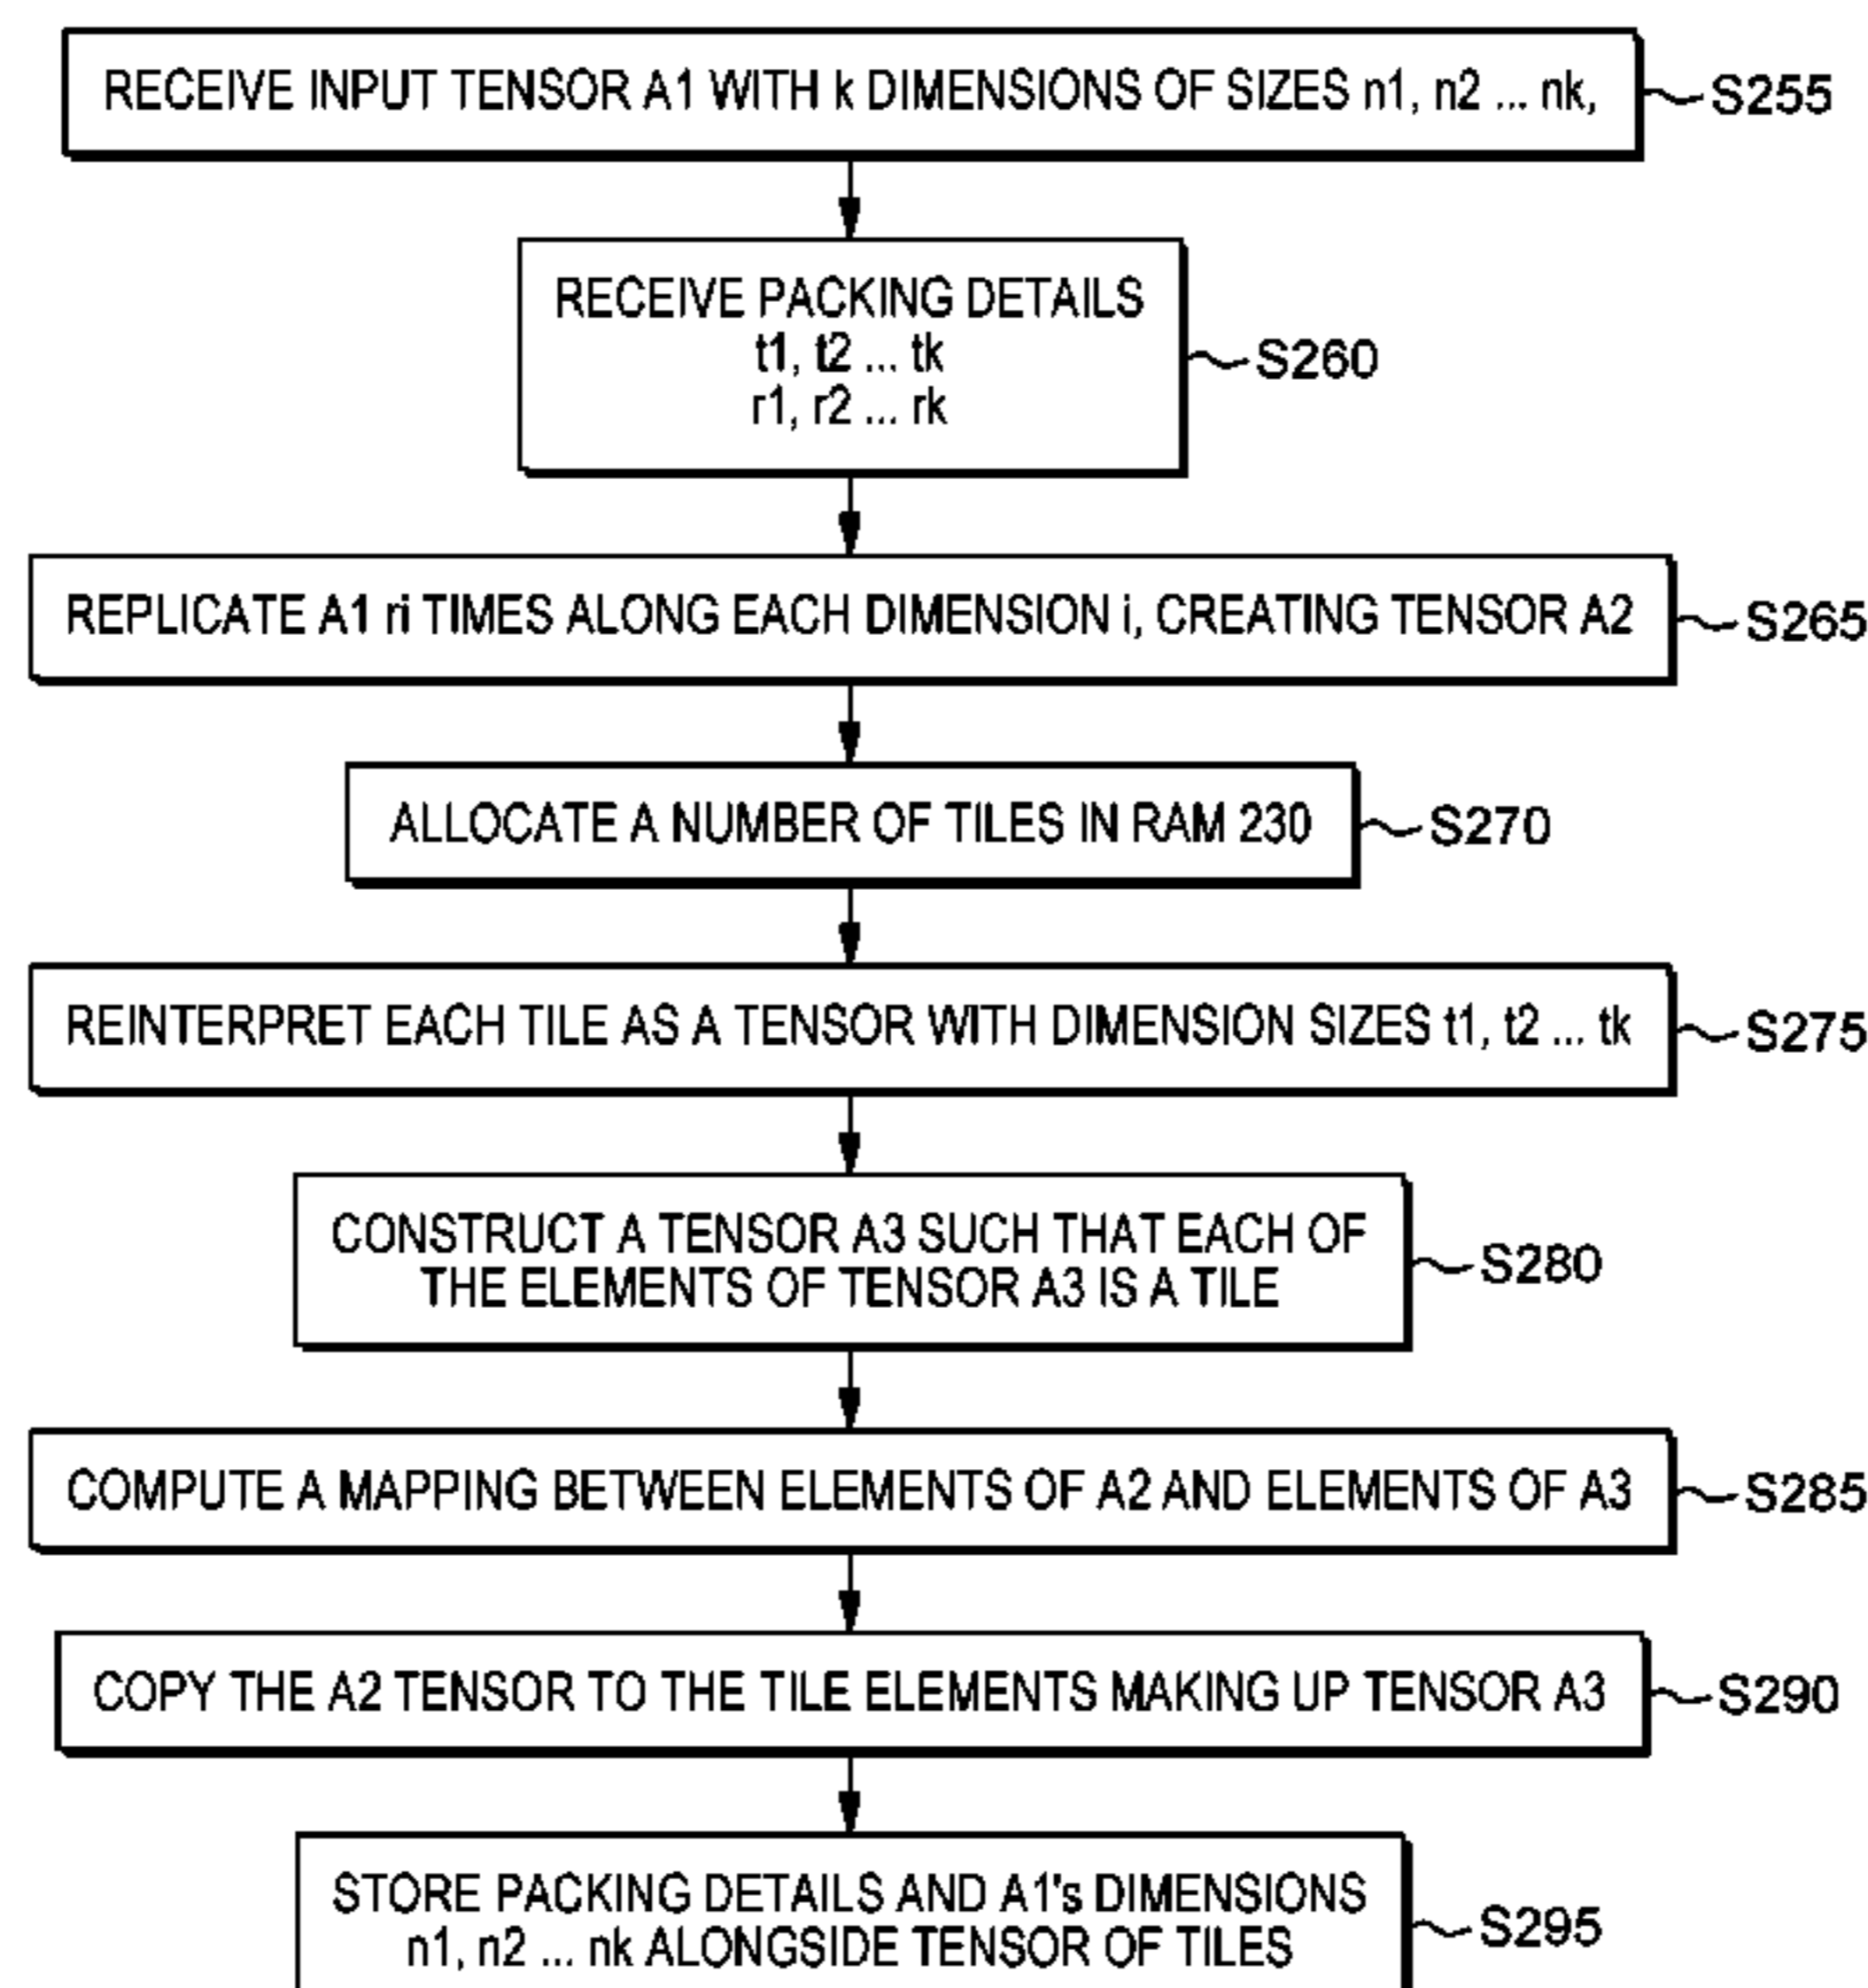 RECEIVE INPUT TENSOR A1 WITH k DIMENSIONS OF SIZES n1, n2 ... nk,
S255
RECEIVE PACKING DETAILS
t1, t2 ... tk
r1, r2 ... rk
S260
REPLICATE A1 ri TIMES ALONG EACH DIMENSION i, CREATING TENSOR A2
S265
ALLOCATE A NUMBER OF TILES IN RAM 230
S270
REINTERPRET EACH TILE AS A TENSOR WITH DIMENSION SIZES t1, t2 ... tk
S275
CONSTRUCT A TENSOR A3 SUCH THAT EACH OF
THE ELEMENTS OF TENSOR A3 IS A TILE
S280
COMPUTE A MAPPING BETWEEN ELEMENTS OF A2 AND ELEMENTS OF A3
S285
COPY THE A2 TENSOR TO THE TILE ELEMENTS MAKING UP TENSOR A3
S290
STORE PACKING DETAILS AND A1's DIMENSIONS
n1, n2 ... nk ALONGSIDE TENSOR OF TILES
S295